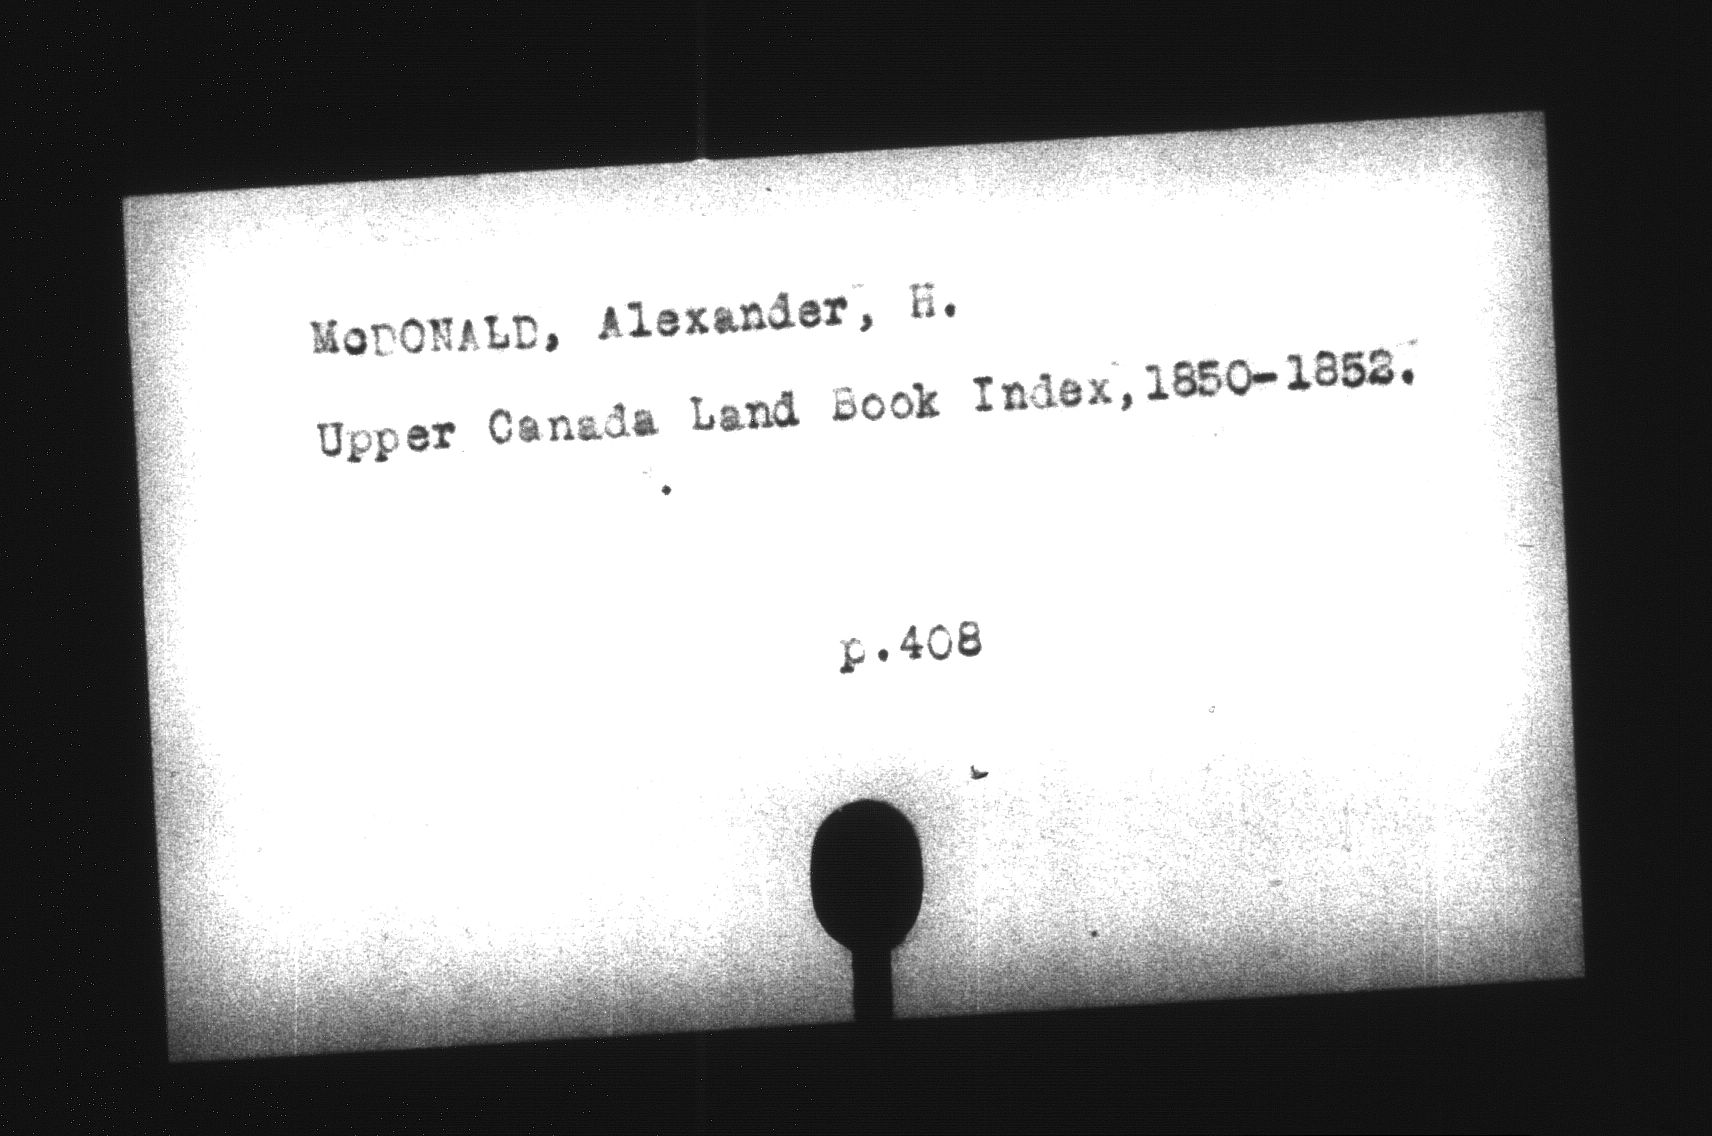 McDONALD, Alexander, H.
Upper Canada Land Book Index,1850-1852.
p.408